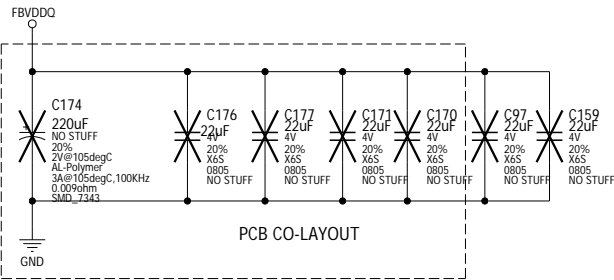 FBVDDQ
C174
220uF
NO STUFF
20%
2V@105degC
AL-Polymer
3A@105degC,100KHz
0.009ohm
SMD_7343
C176
22uF
4V
20%
X6S
0805
NO STUFF
C177
22uF
4V
20%
X6S
0805
NO STUFF
C171
22uF
4V
20%
X6S
0805
NO STUFF
C170
22uF
4V
20%
X6S
0805
NO STUFF
C97
22uF
4V
20%
X6S
0805
NO STUFF
C159
22uF
4V
20%
X6S
0805
NO STUFF
PCB CO-LAYOUT
GND